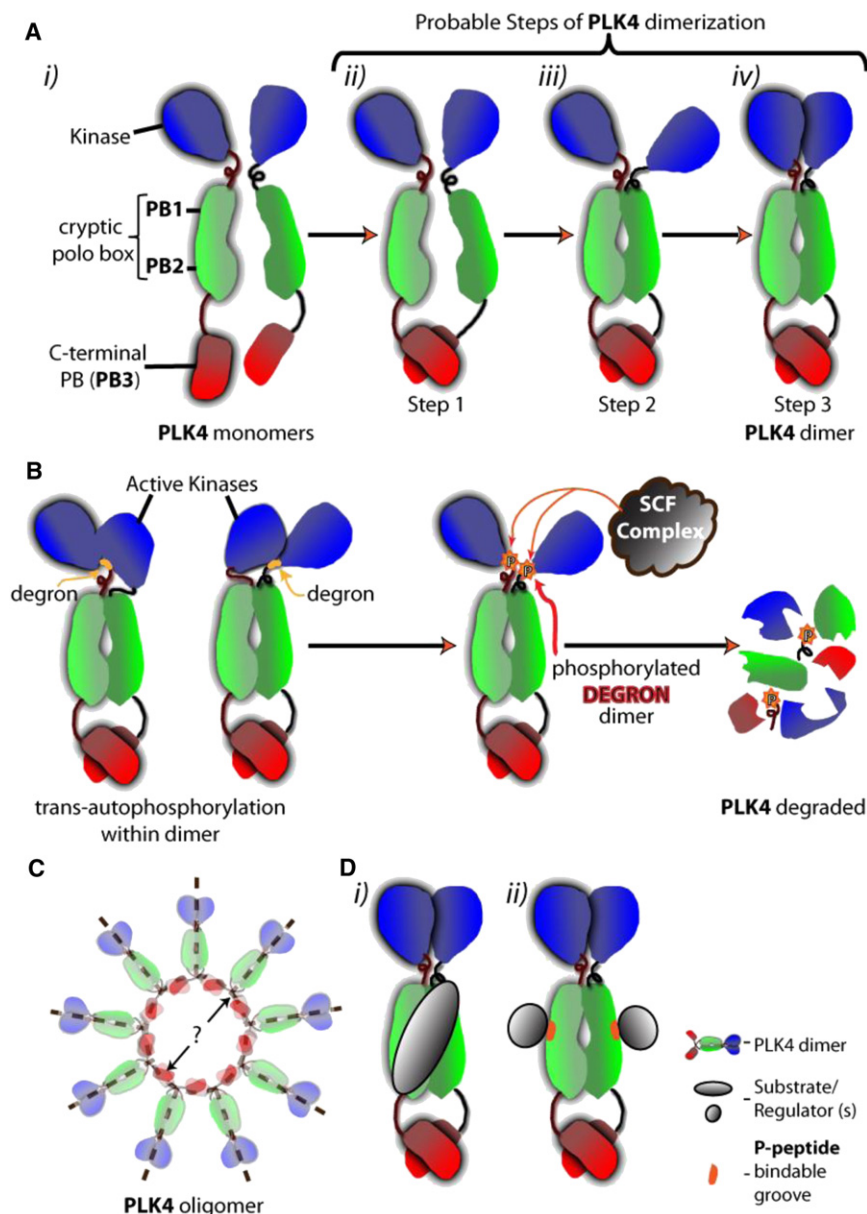 A
Probable Steps of PLK4 dimerization
i)
ii)
iii)
iv)
Kinase
cryptic
polo box
PB1
PB2
C-terminal
PB (PB3)
PLK4 monomers
Step 1
Step 2
Step 3
PLK4 dimer
B
Active Kinases
degron
degron
trans-autophosphorylation
within dimer
SCF
Complex
P
P
phosphorylated
DEGRON
dimer
P
P
PLK4 degraded
C
?
PLK4 oligomer
D
i)
ii)
PLK4 dimer
Substrate/
Regulator (s)
P-peptide
bindable
groove